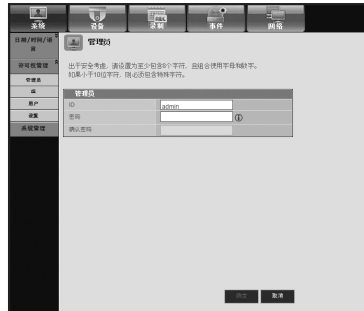 系统 设备 录制 事件 网络
日期/时间/语言
许可权管理
管理员
组
用户
设置
系统管理
管理员
出于安全考虑，请设置为至少包含8个字符，且组合使用字母和数字。
如果小于10位字符，则必须包含特殊字符。
管理员
ID admin
密码
确认密码
取消